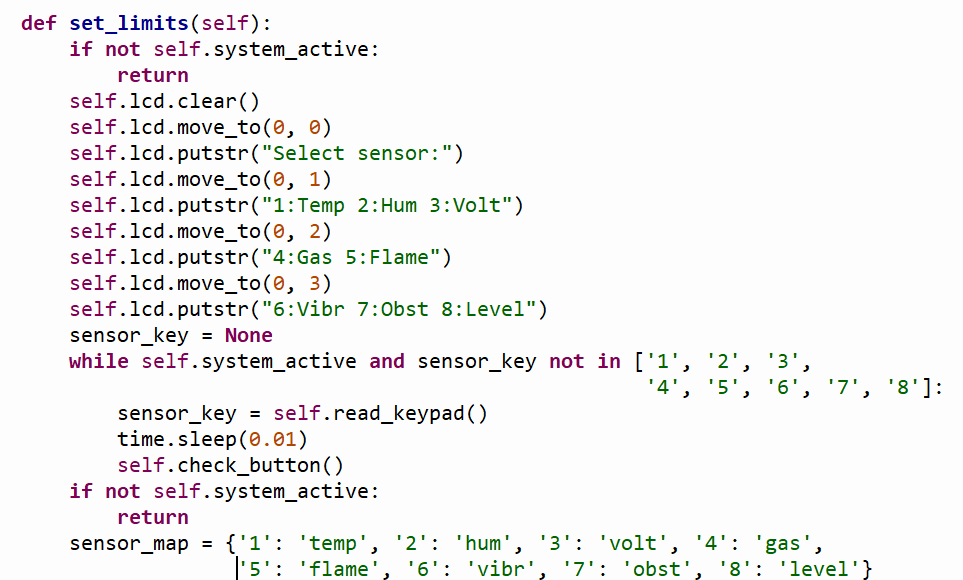 def set_limits(self):
    if not self.system_active:
        return
    self.lcd.clear()
    self.lcd.move_to(0, 0)
    self.lcd.putstr("Select sensor:")
    self.lcd.move_to(0, 1)
    self.lcd.putstr("1:Temp 2:Hum 3:Volt")
    self.lcd.move_to(0, 2)
    self.lcd.putstr("4:Gas 5:Flame")
    self.lcd.move_to(0, 3)
    self.lcd.putstr("6:Vibr 7:Obst 8:Level")
    sensor_key = None
    while self.system_active and sensor_key not in ['1', '2', '3',
                                                    '4', '5', '6', '7', '8']:
        sensor_key = self.read_keypad()
        time.sleep(0.01)
        self.check_button()
    if not self.system_active:
        return
    sensor_map = {'1': 'temp', '2': 'hum', '3': 'volt', '4': 'gas',
                  '5': 'flame', '6': 'vibr', '7': 'obst', '8': 'level'}